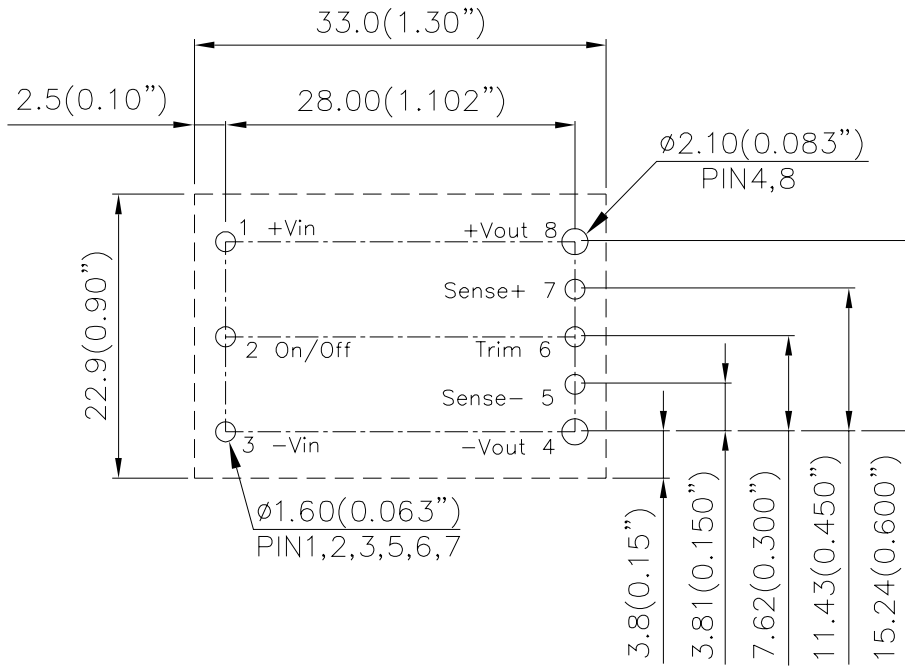 33.0(1.30”)
2.5(0.10”)
28.00(1.102”)
ø2.10(0.083”)
PIN4,8
1 +Vin
+Vout 8
Sense+ 7
22.9(0.90”)
2 On/Off
Trim 6
Sense- 5
3 -Vin
-Vout 4
ø1.60(0.063”)
PIN1,2,3,5,6,7
3.8(0.15”)
3.81(0.150”)
7.62(0.300”)
11.43(0.450”)
15.24(0.600”)